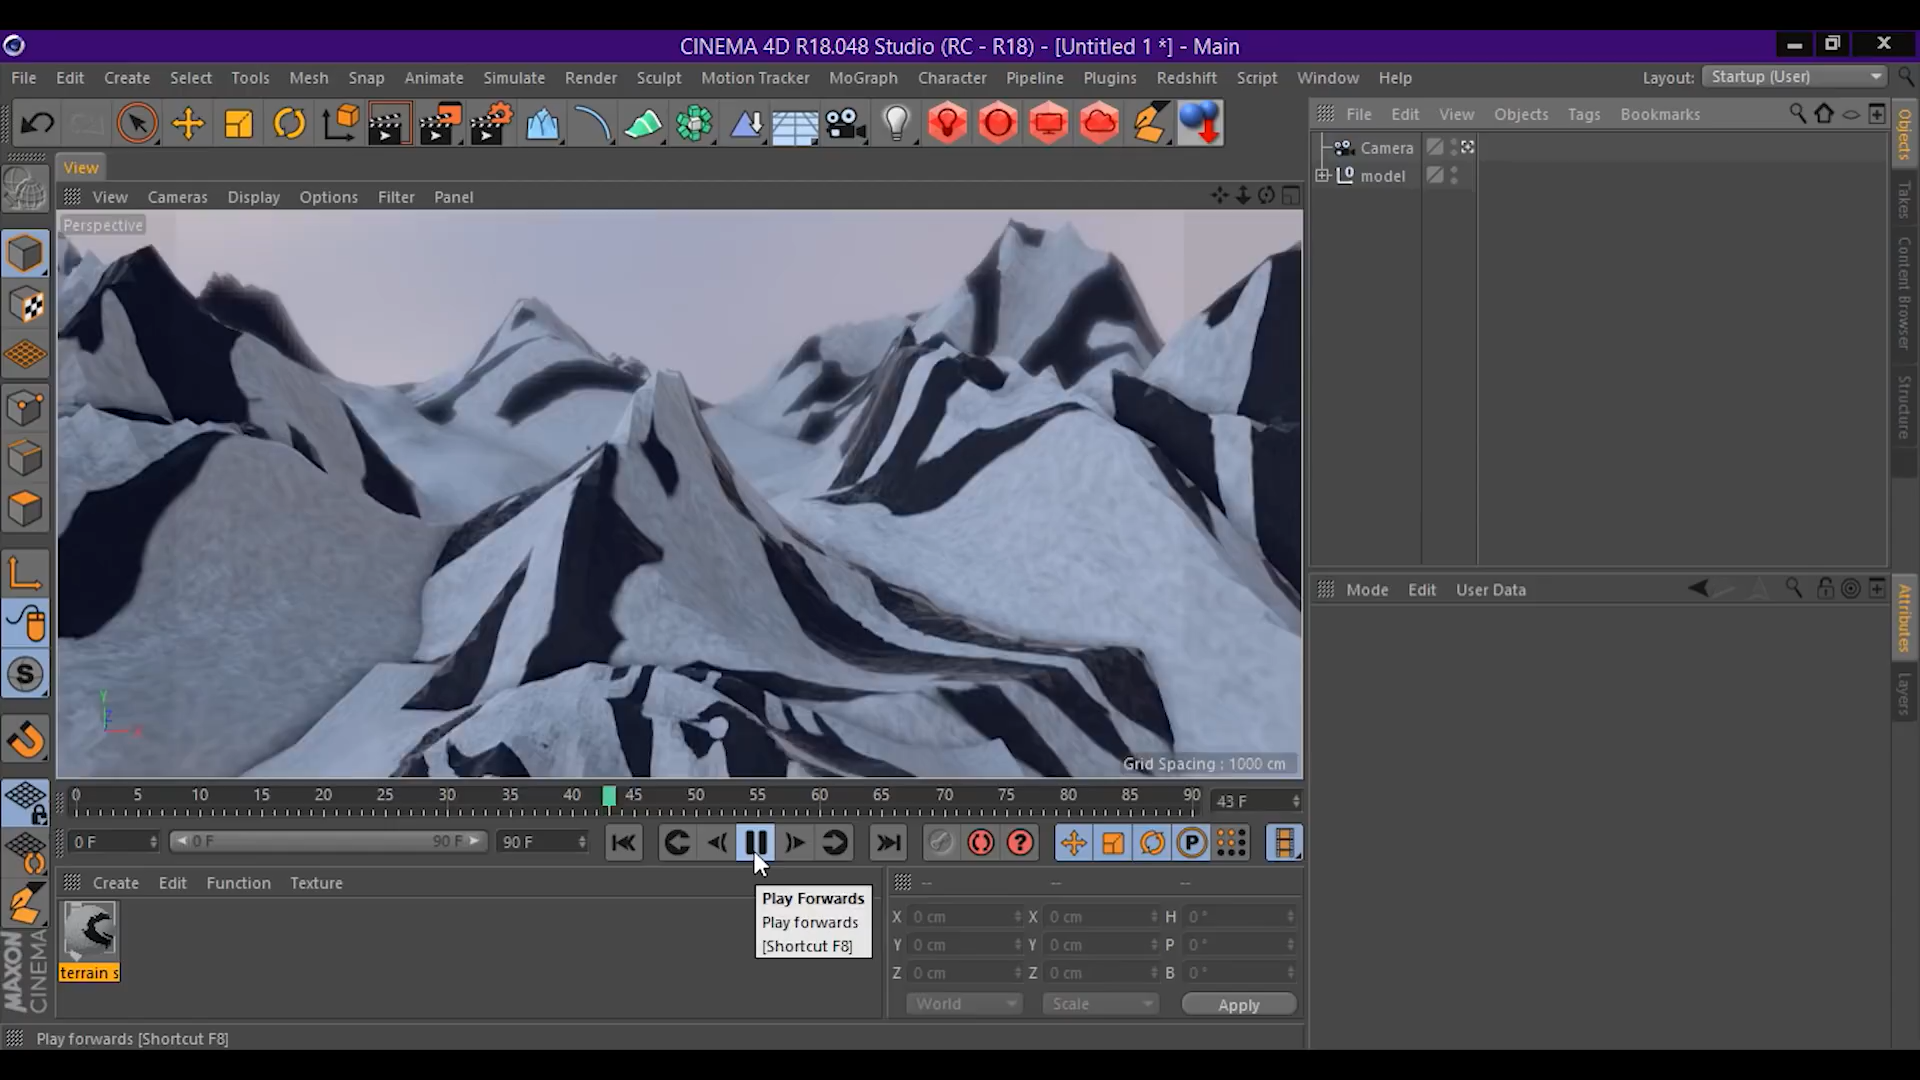 CINEMA 4D R18.048 Studio (RC - R18) - [Untitled 1 *] - Main
File Edit Create Select Tools Mesh Snap Animate Simulate Render Sculpt Motion Tracker MoGraph Character Pipeline Plugins Redshift Script Window Help Layout: Startup (User)
File Edit View Objects Tags Bookmarks
Objects
Takes
Content Browser
Structure
Camera
model
View
View Cameras Display Options Filter Panel
Perspective
Y
Z
X
Grid Spacing : 1000 cm
Mode Edit User Data
Attributes
Layers
0 5 10 15 20 25 30 35 40 45 50 55 60 65 70 75 80 85 90 43 F
0 F 0 F 90 F 90 F
P
S
Create Edit Function Texture
-- -- --
Play Forwards
Play forwards
[Shortcut F8]
X 0 cm X 0 cm H 0 °
Y 0 cm Y 0 cm P 0 °
Z 0 cm Z 0 cm B 0 °
World Scale Apply
terrain s
MAXON
CINEMA
Play forwards [Shortcut F8]